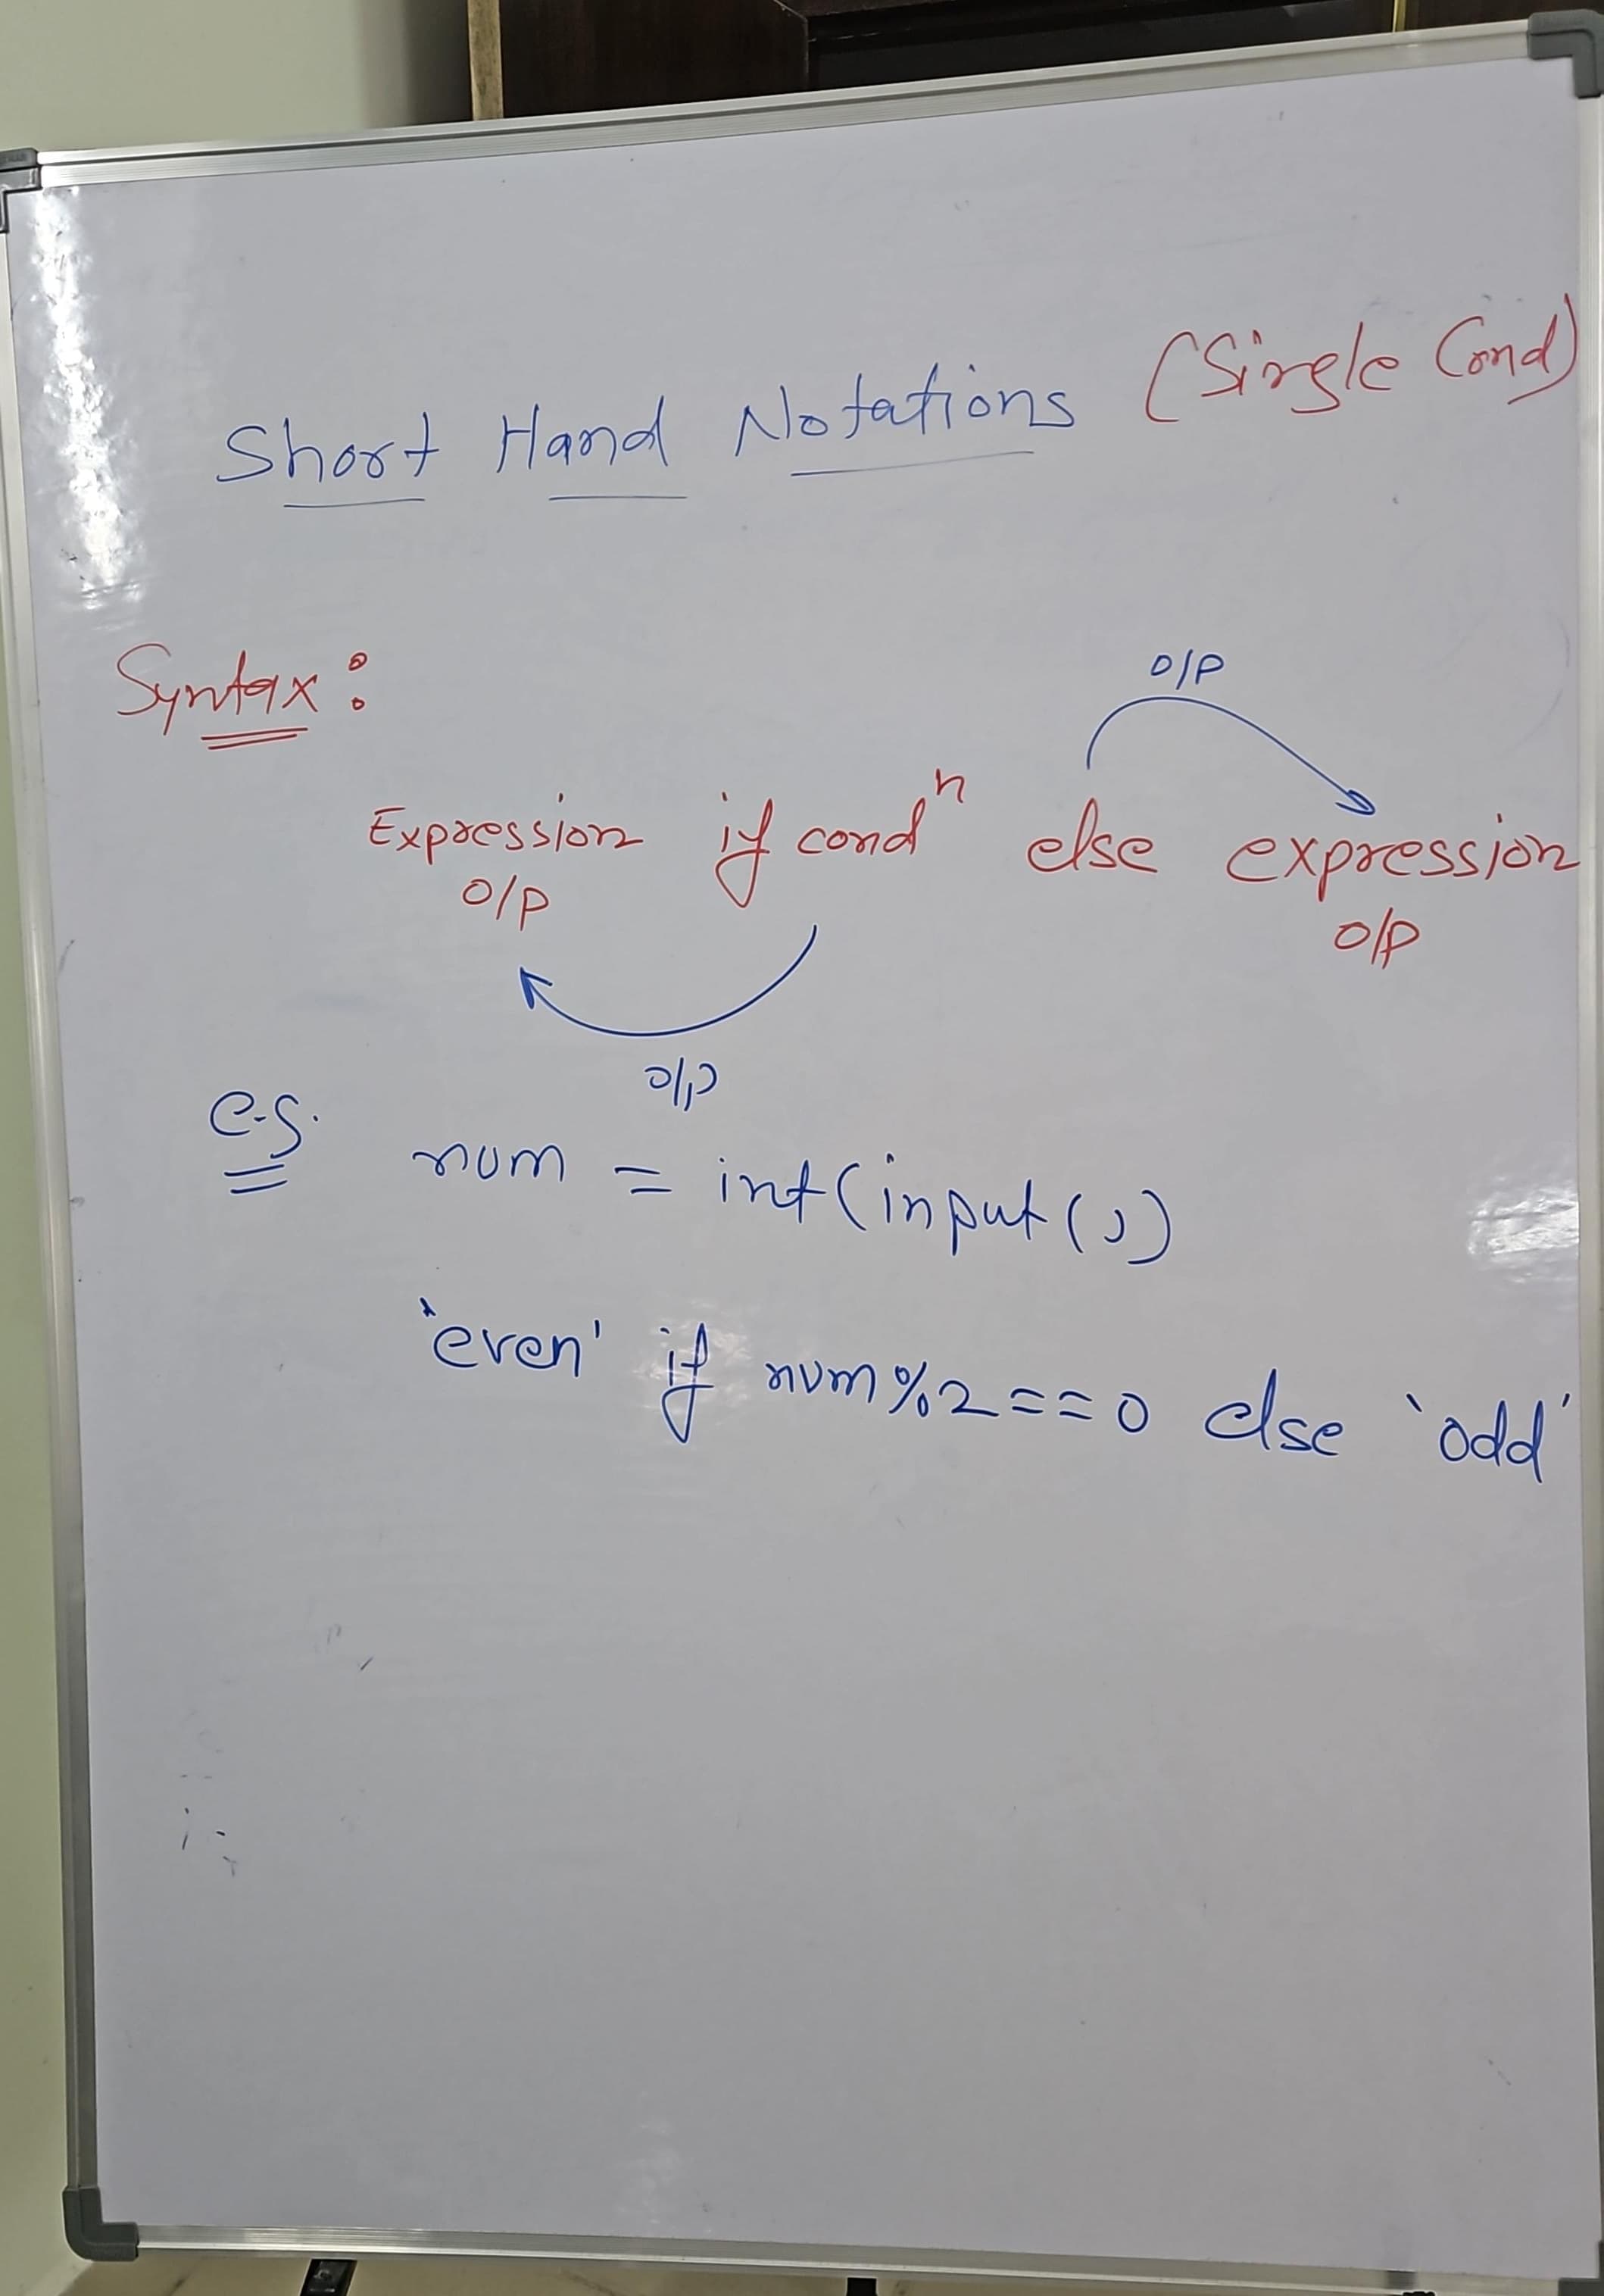 Short Hand Notations (Single Cond)
Syntax:
O/P
Expression if condⁿ else expression
O/P O/P
O/P
e.g. num = int(input())
'even' if num%2==0 else 'odd'